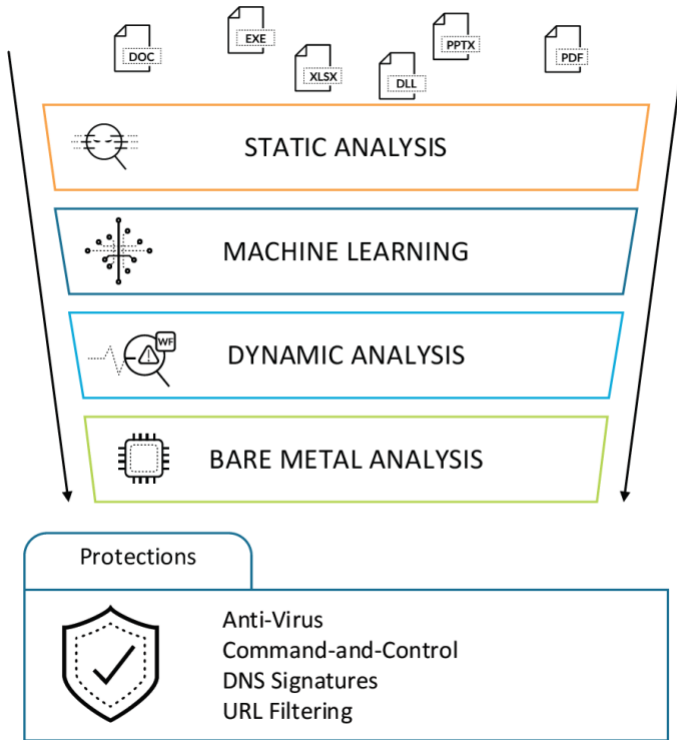 DOC
EXE
XLSX
DLL
PPTX
PDF
STATIC ANALYSIS
MACHINE LEARNING
WF
DYNAMIC ANALYSIS
BARE METAL ANALYSIS
Protections
Anti-Virus
Command-and-Control
DNS Signatures
URL Filtering